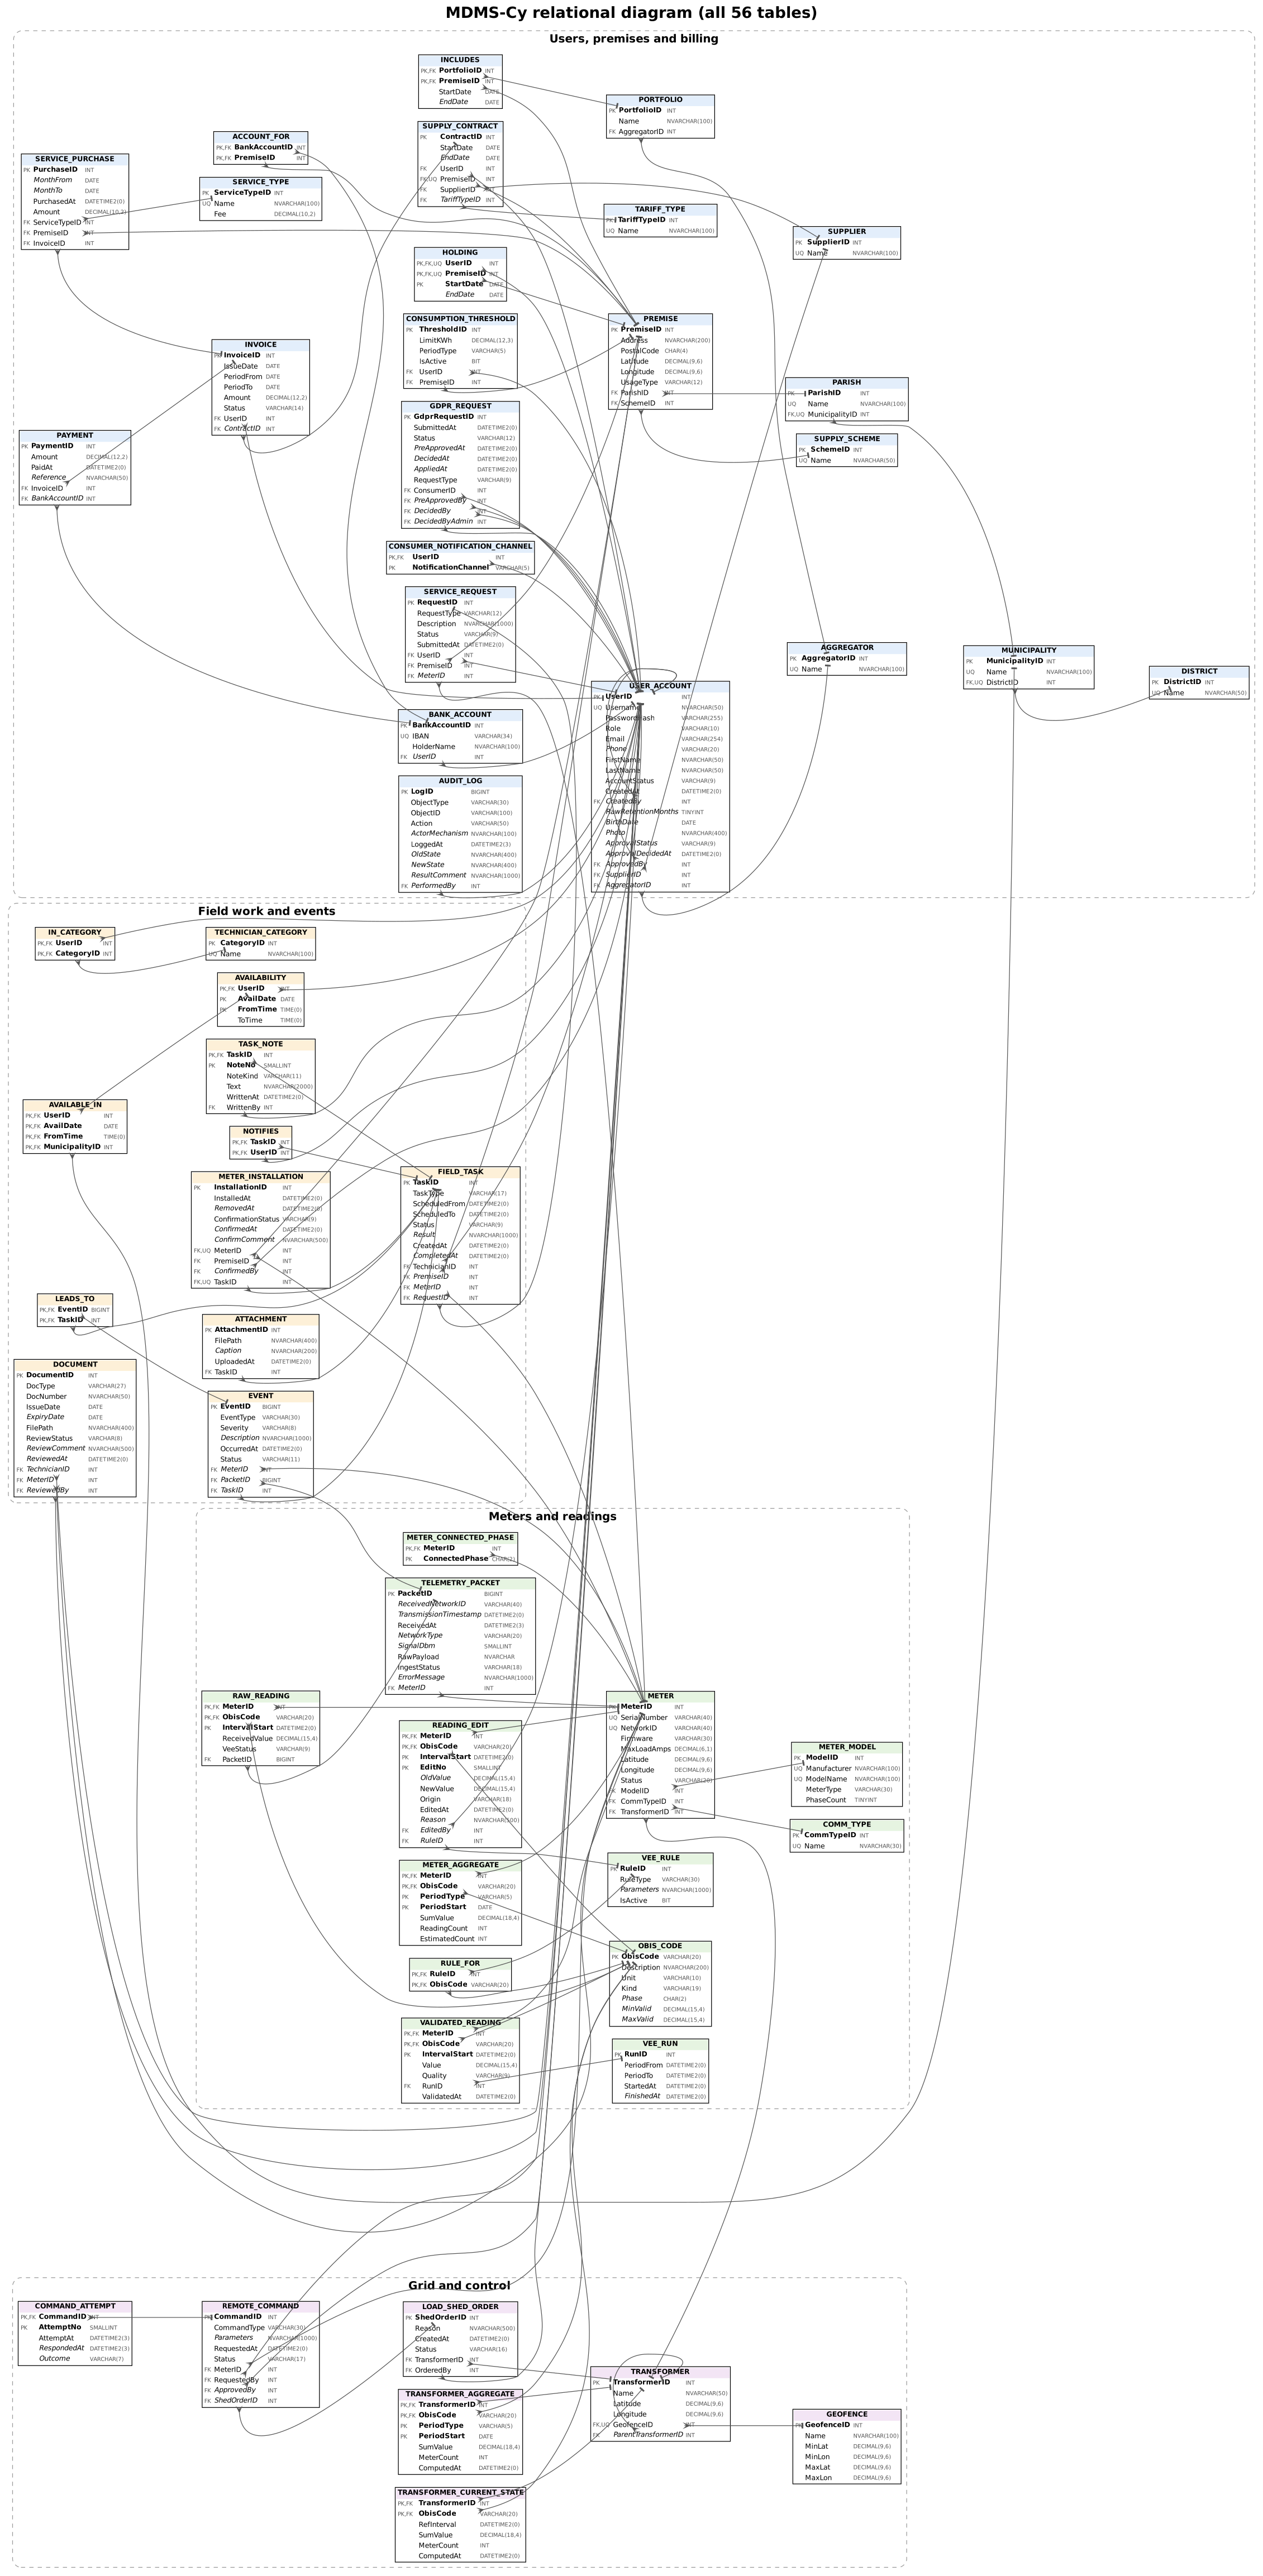 MDMS-Cy relational diagram (all 56 tables)
Users, premises and billing
INCLUDES
PK,FK PortfolioID INT
PK,FK PremiseID INT
StartDate DATE
EndDate DATE
PORTFOLIO
PK PortfolioID INT
Name NVARCHAR(100)
FK AggregatorID INT
SUPPLY_CONTRACT
PK ContractID INT
StartDate DATE
EndDate DATE
FK UserID INT
FK,UQ PremiseID INT
FK SupplierID INT
FK TariffTypeID INT
ACCOUNT_FOR
PK,FK BankAccountID INT
PK,FK PremiseID INT
SERVICE_PURCHASE
PK PurchaseID INT
MonthFrom DATE
MonthTo DATE
PurchasedAt DATETIME2(0)
Amount DECIMAL(10,2)
FK ServiceTypeID INT
FK PremiseID INT
FK InvoiceID INT
SERVICE_TYPE
PK ServiceTypeID INT
UQ Name NVARCHAR(100)
Fee DECIMAL(10,2)
TARIFF_TYPE
PK TariffTypeID INT
UQ Name NVARCHAR(100)
SUPPLIER
PK SupplierID INT
UQ Name NVARCHAR(100)
HOLDING
PK,FK,UQ UserID INT
PK,FK,UQ PremiseID INT
PK StartDate DATE
EndDate DATE
CONSUMPTION_THRESHOLD
PK ThresholdID INT
LimitKWh DECIMAL(12,3)
PeriodType VARCHAR(5)
IsActive BIT
FK UserID INT
FK PremiseID INT
PREMISE
PK PremiseID INT
Address NVARCHAR(200)
PostalCode CHAR(4)
Latitude DECIMAL(9,6)
Longitude DECIMAL(9,6)
UsageType VARCHAR(12)
FK ParishID INT
FK SchemeID INT
INVOICE
PK InvoiceID INT
IssueDate DATE
PeriodFrom DATE
PeriodTo DATE
Amount DECIMAL(12,2)
Status VARCHAR(14)
FK UserID INT
FK ContractID INT
PARISH
PK ParishID INT
UQ Name NVARCHAR(100)
FK,UQ MunicipalityID INT
GDPR_REQUEST
PK GdprRequestID INT
SubmittedAt DATETIME2(0)
Status VARCHAR(12)
PreApprovedAt DATETIME2(0)
DecidedAt DATETIME2(0)
AppliedAt DATETIME2(0)
RequestType VARCHAR(9)
FK ConsumerID INT
FK PreApprovedBy INT
FK DecidedBy INT
FK DecidedByAdmin INT
PAYMENT
PK PaymentID INT
Amount DECIMAL(12,2)
PaidAt DATETIME2(0)
Reference NVARCHAR(50)
FK InvoiceID INT
FK BankAccountID INT
SUPPLY_SCHEME
PK SchemeID INT
UQ Name NVARCHAR(50)
CONSUMER_NOTIFICATION_CHANNEL
PK,FK UserID INT
PK NotificationChannel VARCHAR(5)
SERVICE_REQUEST
PK RequestID INT
RequestType VARCHAR(12)
Description NVARCHAR(1000)
Status VARCHAR(9)
SubmittedAt DATETIME2(0)
FK UserID INT
FK PremiseID INT
FK MeterID INT
AGGREGATOR
PK AggregatorID INT
UQ Name NVARCHAR(100)
MUNICIPALITY
PK MunicipalityID INT
UQ Name NVARCHAR(100)
FK,UQ DistrictID INT
DISTRICT
PK DistrictID INT
UQ Name NVARCHAR(50)
USER_ACCOUNT
PK UserID INT
UQ Username NVARCHAR(50)
PasswordHash VARCHAR(255)
Role VARCHAR(10)
Email VARCHAR(254)
Phone VARCHAR(20)
FirstName NVARCHAR(50)
LastName NVARCHAR(50)
AccountStatus VARCHAR(9)
CreatedAt DATETIME2(0)
FK CreatedBy INT
RawRetentionMonths TINYINT
BirthDate DATE
Photo NVARCHAR(400)
ApprovalStatus VARCHAR(9)
ApprovalDecidedAt DATETIME2(0)
FK ApprovedBy INT
FK SupplierID INT
FK AggregatorID INT
BANK_ACCOUNT
PK BankAccountID INT
UQ IBAN VARCHAR(34)
HolderName NVARCHAR(100)
FK UserID INT
AUDIT_LOG
PK LogID BIGINT
ObjectType VARCHAR(30)
ObjectID VARCHAR(100)
Action VARCHAR(50)
ActorMechanism NVARCHAR(100)
LoggedAt DATETIME2(3)
OldState NVARCHAR(400)
NewState NVARCHAR(400)
ResultComment NVARCHAR(1000)
FK PerformedBy INT
Field work and events
IN_CATEGORY
PK,FK UserID INT
PK,FK CategoryID INT
TECHNICIAN_CATEGORY
PK CategoryID INT
UQ Name NVARCHAR(100)
AVAILABILITY
PK,FK UserID INT
PK AvailDate DATE
PK FromTime TIME(0)
ToTime TIME(0)
TASK_NOTE
PK,FK TaskID INT
PK NoteNo SMALLINT
NoteKind VARCHAR(11)
Text NVARCHAR(2000)
WrittenAt DATETIME2(0)
FK WrittenBy INT
AVAILABLE_IN
PK,FK UserID INT
PK,FK AvailDate DATE
PK,FK FromTime TIME(0)
PK,FK MunicipalityID INT
NOTIFIES
PK,FK TaskID INT
PK,FK UserID INT
METER_INSTALLATION
PK InstallationID INT
InstalledAt DATETIME2(0)
RemovedAt DATETIME2(0)
ConfirmationStatus VARCHAR(9)
ConfirmedAt DATETIME2(0)
ConfirmComment NVARCHAR(500)
FK,UQ MeterID INT
FK PremiseID INT
FK ConfirmedBy INT
FK,UQ TaskID INT
FIELD_TASK
PK TaskID INT
TaskType VARCHAR(17)
ScheduledFrom DATETIME2(0)
ScheduledTo DATETIME2(0)
Status VARCHAR(9)
Result NVARCHAR(1000)
CreatedAt DATETIME2(0)
CompletedAt DATETIME2(0)
FK TechnicianID INT
FK PremiseID INT
FK MeterID INT
FK RequestID INT
LEADS_TO
PK,FK EventID BIGINT
PK,FK TaskID INT
ATTACHMENT
PK AttachmentID INT
FilePath NVARCHAR(400)
Caption NVARCHAR(200)
UploadedAt DATETIME2(0)
FK TaskID INT
DOCUMENT
PK DocumentID INT
DocType VARCHAR(27)
DocNumber NVARCHAR(50)
IssueDate DATE
ExpiryDate DATE
FilePath NVARCHAR(400)
ReviewStatus VARCHAR(8)
ReviewComment NVARCHAR(500)
ReviewedAt DATETIME2(0)
FK TechnicianID INT
FK MeterID INT
FK ReviewedBy INT
EVENT
PK EventID BIGINT
EventType VARCHAR(30)
Severity VARCHAR(8)
Description NVARCHAR(1000)
OccurredAt DATETIME2(0)
Status VARCHAR(11)
FK MeterID INT
FK PacketID BIGINT
FK TaskID INT
Meters and readings
METER_CONNECTED_PHASE
PK,FK MeterID INT
PK ConnectedPhase CHAR(2)
TELEMETRY_PACKET
PK PacketID BIGINT
ReceivedNetworkID VARCHAR(40)
TransmissionTimestamp DATETIME2(0)
ReceivedAt DATETIME2(3)
NetworkType VARCHAR(20)
SignalDbm SMALLINT
RawPayload NVARCHAR
IngestStatus VARCHAR(18)
ErrorMessage NVARCHAR(1000)
FK MeterID INT
RAW_READING
PK,FK MeterID INT
PK,FK ObisCode VARCHAR(20)
PK IntervalStart DATETIME2(0)
ReceivedValue DECIMAL(15,4)
VeeStatus VARCHAR(9)
FK PacketID BIGINT
METER
PK MeterID INT
UQ SerialNumber VARCHAR(40)
UQ NetworkID VARCHAR(40)
Firmware VARCHAR(30)
MaxLoadAmps DECIMAL(6,1)
Latitude DECIMAL(9,6)
Longitude DECIMAL(9,6)
Status VARCHAR(20)
FK ModelID INT
FK CommTypeID INT
FK TransformerID INT
READING_EDIT
PK,FK MeterID INT
PK,FK ObisCode VARCHAR(20)
PK IntervalStart DATETIME2(0)
PK EditNo SMALLINT
OldValue DECIMAL(15,4)
NewValue DECIMAL(15,4)
Origin VARCHAR(18)
EditedAt DATETIME2(0)
Reason NVARCHAR(500)
FK EditedBy INT
FK RuleID INT
METER_MODEL
PK ModelID INT
UQ Manufacturer NVARCHAR(100)
UQ ModelName NVARCHAR(100)
MeterType VARCHAR(30)
PhaseCount TINYINT
COMM_TYPE
PK CommTypeID INT
UQ Name NVARCHAR(30)
VEE_RULE
PK RuleID INT
RuleType VARCHAR(30)
Parameters NVARCHAR(1000)
IsActive BIT
METER_AGGREGATE
PK,FK MeterID INT
PK,FK ObisCode VARCHAR(20)
PK PeriodType VARCHAR(5)
PK PeriodStart DATE
SumValue DECIMAL(18,4)
ReadingCount INT
EstimatedCount INT
OBIS_CODE
PK ObisCode VARCHAR(20)
Description NVARCHAR(200)
Unit VARCHAR(10)
Kind VARCHAR(19)
Phase CHAR(2)
MinValid DECIMAL(15,4)
MaxValid DECIMAL(15,4)
RULE_FOR
PK,FK RuleID INT
PK,FK ObisCode VARCHAR(20)
VALIDATED_READING
PK,FK MeterID INT
PK,FK ObisCode VARCHAR(20)
PK IntervalStart DATETIME2(0)
Value DECIMAL(15,4)
Quality VARCHAR(9)
FK RunID INT
ValidatedAt DATETIME2(0)
VEE_RUN
PK RunID INT
PeriodFrom DATETIME2(0)
PeriodTo DATETIME2(0)
StartedAt DATETIME2(0)
FinishedAt DATETIME2(0)
Grid and control
COMMAND_ATTEMPT
PK,FK CommandID INT
PK AttemptNo SMALLINT
AttemptAt DATETIME2(3)
RespondedAt DATETIME2(3)
Outcome VARCHAR(7)
REMOTE_COMMAND
PK CommandID INT
CommandType VARCHAR(30)
Parameters NVARCHAR(1000)
RequestedAt DATETIME2(0)
Status VARCHAR(17)
FK MeterID INT
FK RequestedBy INT
FK ApprovedBy INT
FK ShedOrderID INT
LOAD_SHED_ORDER
PK ShedOrderID INT
Reason NVARCHAR(500)
CreatedAt DATETIME2(0)
Status VARCHAR(16)
FK TransformerID INT
FK OrderedBy INT
TRANSFORMER
PK TransformerID INT
Name NVARCHAR(50)
Latitude DECIMAL(9,6)
Longitude DECIMAL(9,6)
FK,UQ GeofenceID INT
FK ParentTransformerID INT
TRANSFORMER_AGGREGATE
PK,FK TransformerID INT
PK,FK ObisCode VARCHAR(20)
PK PeriodType VARCHAR(5)
PK PeriodStart DATE
SumValue DECIMAL(18,4)
MeterCount INT
ComputedAt DATETIME2(0)
GEOFENCE
PK GeofenceID INT
Name NVARCHAR(100)
MinLat DECIMAL(9,6)
MinLon DECIMAL(9,6)
MaxLat DECIMAL(9,6)
MaxLon DECIMAL(9,6)
TRANSFORMER_CURRENT_STATE
PK,FK TransformerID INT
PK,FK ObisCode VARCHAR(20)
RefInterval DATETIME2(0)
SumValue DECIMAL(18,4)
MeterCount INT
ComputedAt DATETIME2(0)